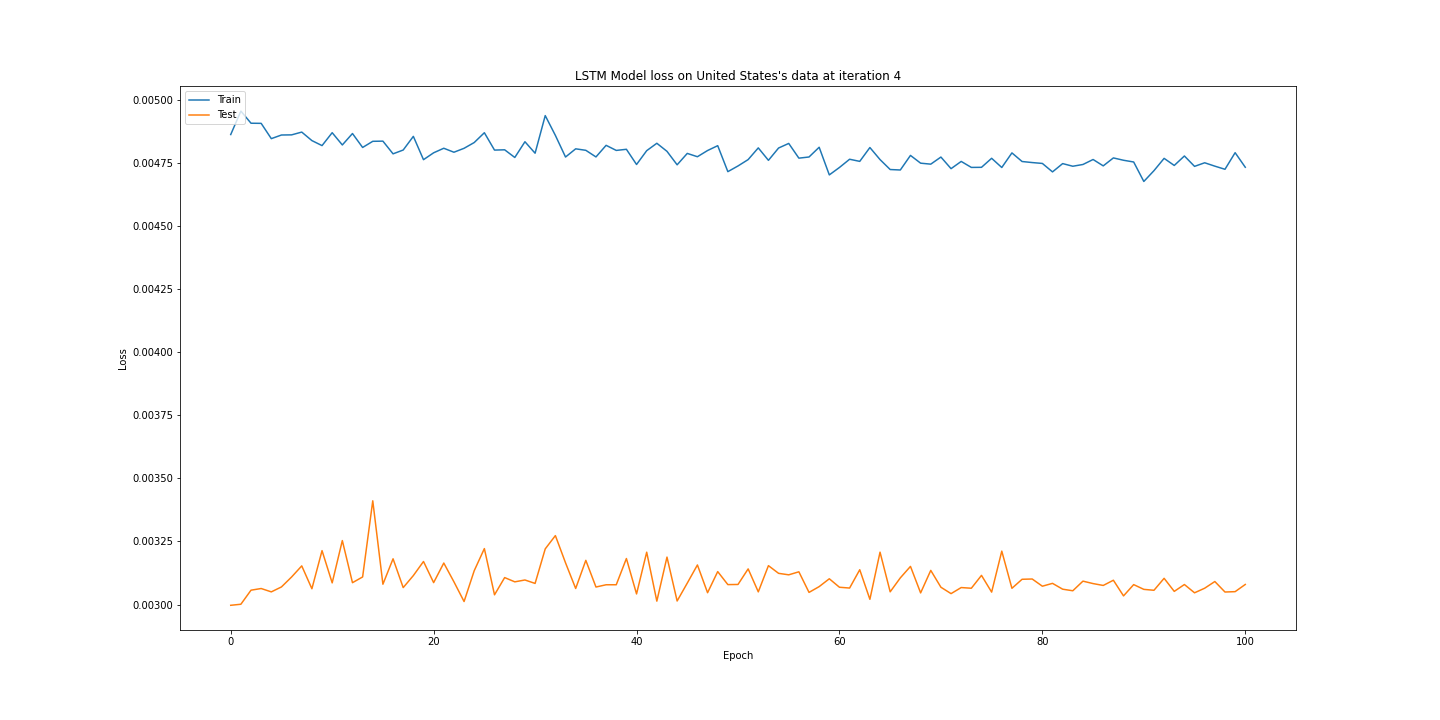 LSTM Model loss on United States's data at iteration 4
Train
Test
0.00500
0.00475
0.00450
0.00425
0.00400
0.00375
0.00350
0.00325
0.00300
Loss
0 20 40 60 80 100
Epoch